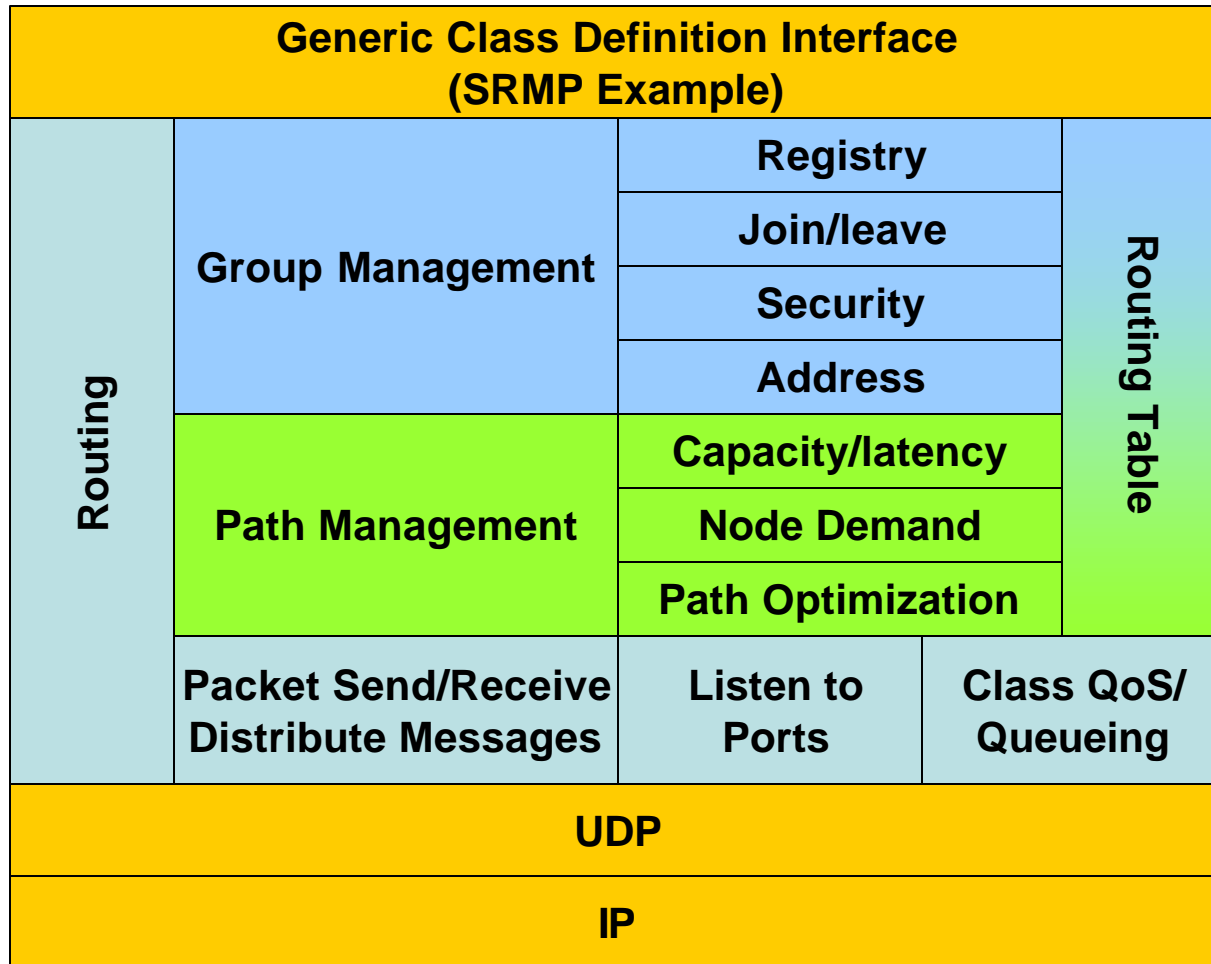 Generic Class Definition Interface
(SRMP Example)
Routing
Group Management
Registry
Join/leave
Security
Address
Routing Table
Path Management
Capacity/latency
Node Demand
Path Optimization
Packet Send/Receive
Distribute Messages
Listen to
Ports
Class QoS/
Queueing
UDP
IP